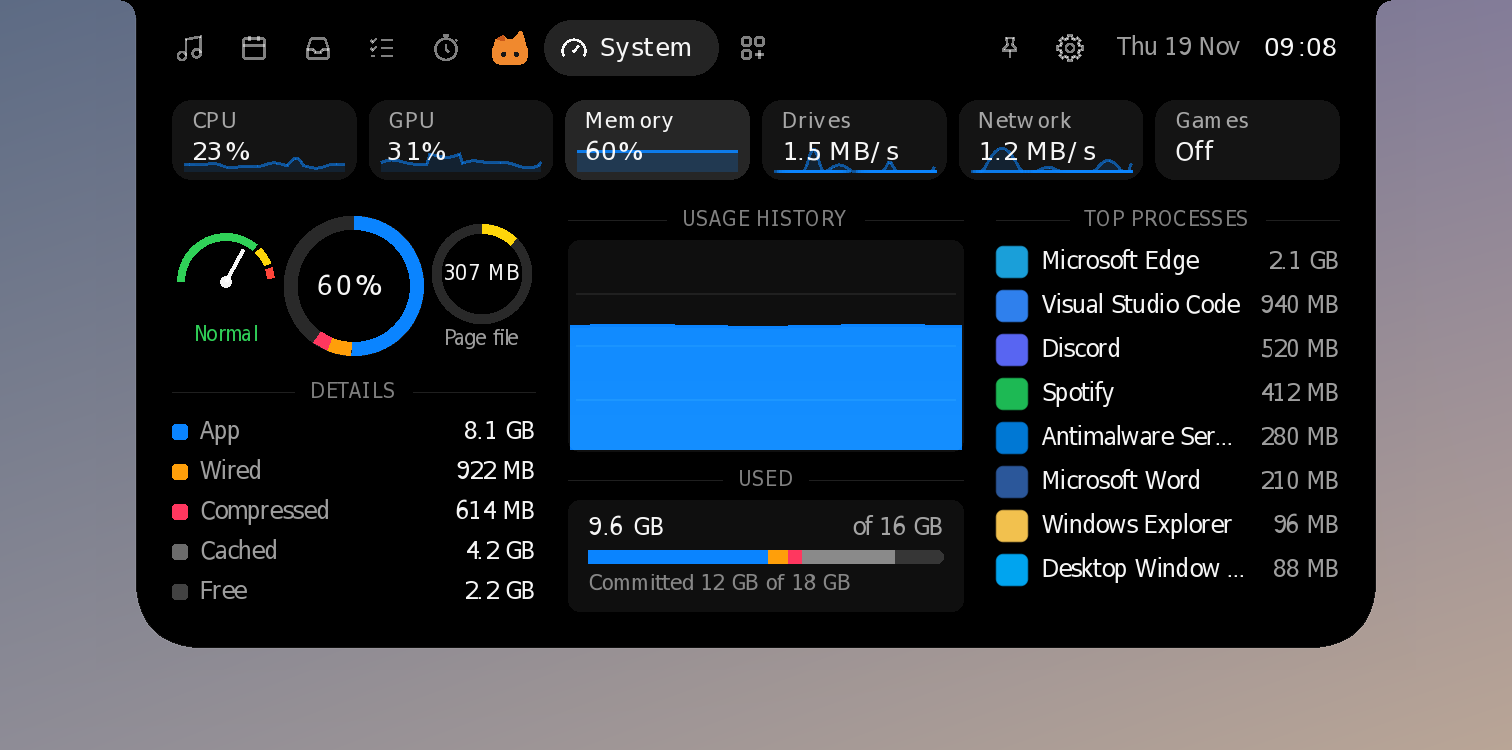 System
Thu 19 Nov 09:08
CPU
23%
GPU
31%
Memory
60%
Drives
1.5 MB/s
Network
1.2 MB/s
Games
Off
60%
307 MB
Normal
Page file
DETAILS
App 8.1 GB
Wired 922 MB
Compressed 614 MB
Cached 4.2 GB
Free 2.2 GB
USAGE HISTORY
USED
9.6 GB of 16 GB
Committed 12 GB of 18 GB
TOP PROCESSES
Microsoft Edge 2.1 GB
Visual Studio Code 940 MB
Discord 520 MB
Spotify 412 MB
Antimalware Ser... 280 MB
Microsoft Word 210 MB
Windows Explorer 96 MB
Desktop Window ... 88 MB